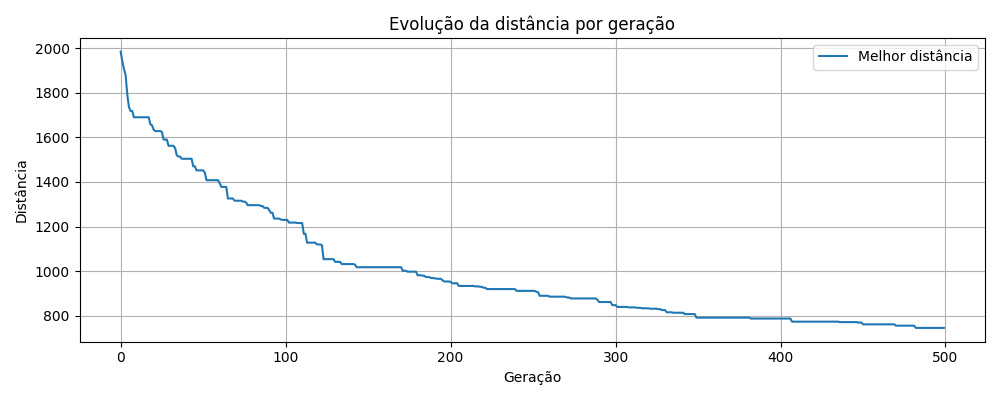 Evolução da distância por geração
Melhor distância
Distância
2000
1800
1600
1400
1200
1000
800
0 100 200 300 400 500
Geração